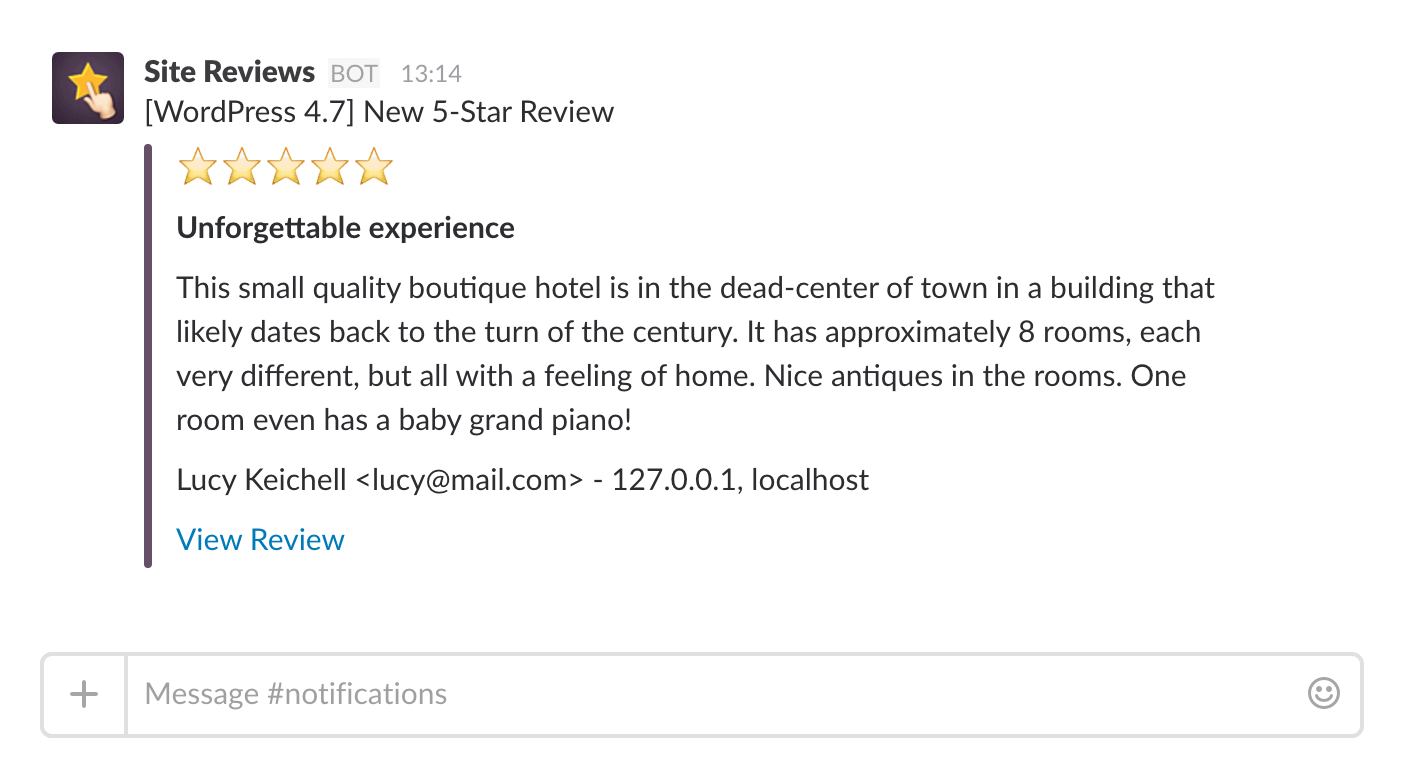 Site Reviews BOT 13:14
[WordPress 4.7] New 5-Star Review
Unforgettable experience
This small quality boutique hotel is in the dead-center of town in a building that
likely dates back to the turn of the century. It has approximately 8 rooms, each
very different, but all with a feeling of home. Nice antiques in the rooms. One
room even has a baby grand piano!
Lucy Keichell <lucy@mail.com> - 127.0.0.1, localhost
View Review
Message #notifications